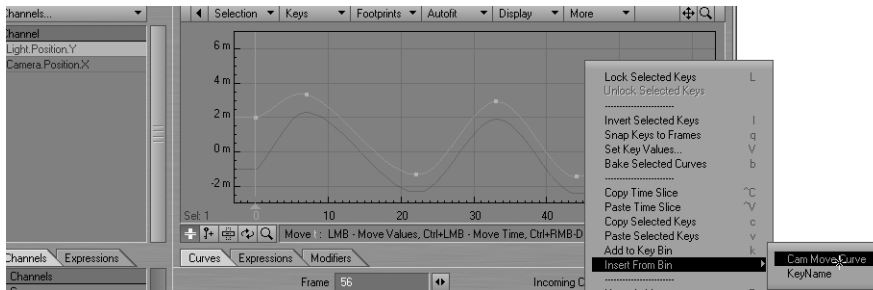 Channels... Selection Keys Footprints Autofit Display More
Channel
Light.Position.Y
Camera.Position.X
6 m
4 m
2 m
0 m
-2 m
Sel: 1 0 10 20 30 40
Move : LMB - Move Values, Ctrl+LMB - Move Time, Ctrl+RMB-D
Lock Selected Keys L
Unlock Selected Keys
Invert Selected Keys I
Snap Keys to Frames q
Set Key Values... V
Bake Selected Curves b
Copy Time Slice ^C
Paste Time Slice ^V
Copy Selected Keys c
Paste Selected Keys v
Add to Key Bin k
Insert From Bin
Cam Move Curve
KeyName
Channels Expressions
Channels
Curves Expressions Modifiers
Frame 56 Incoming C